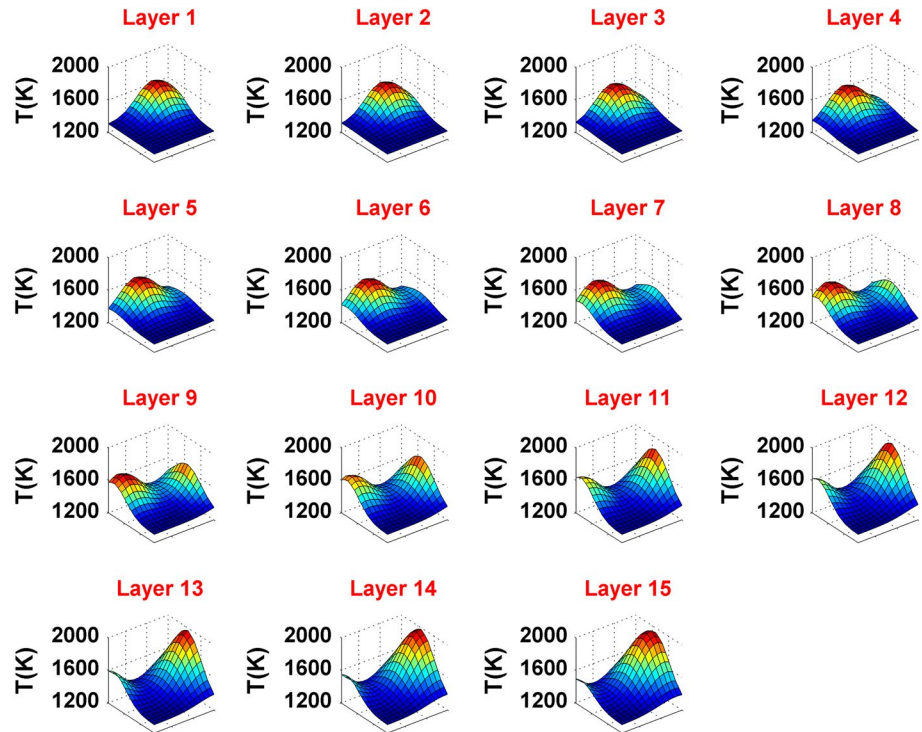 Layer 1
Layer 2
Layer 3
Layer 4
2000
1600
1200
T(K)
2000
1600
1200
T(K)
2000
1600
1200
T(K)
2000
1600
1200
T(K)
Layer 5
Layer 6
Layer 7
Layer 8
2000
1600
1200
T(K)
2000
1600
1200
T(K)
2000
1600
1200
T(K)
2000
1600
1200
T(K)
Layer 9
Layer 10
Layer 11
Layer 12
2000
1600
1200
T(K)
2000
1600
1200
T(K)
2000
1600
1200
T(K)
2000
1600
1200
T(K)
Layer 13
Layer 14
Layer 15
2000
1600
1200
T(K)
2000
1600
1200
T(K)
2000
1600
1200
T(K)